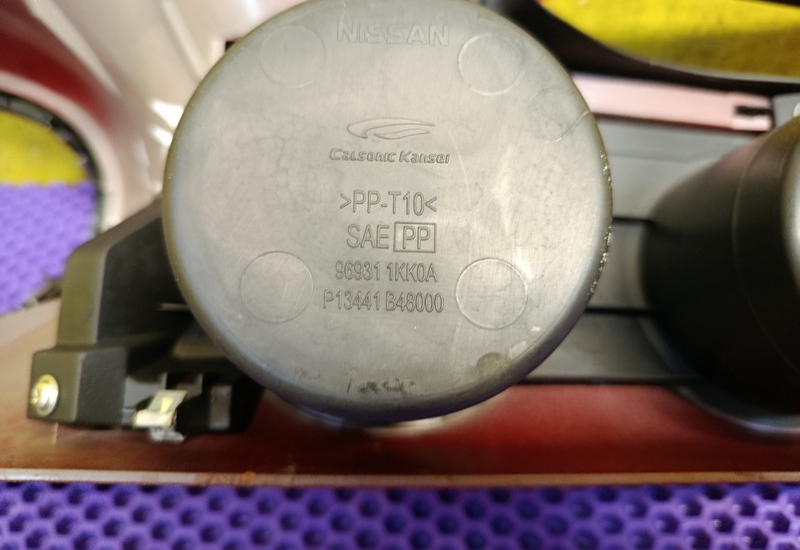 NISSAN
Calsonic Kansei
>PP-T10<
SAE PP
96931 1KK0A
P13441 B48000